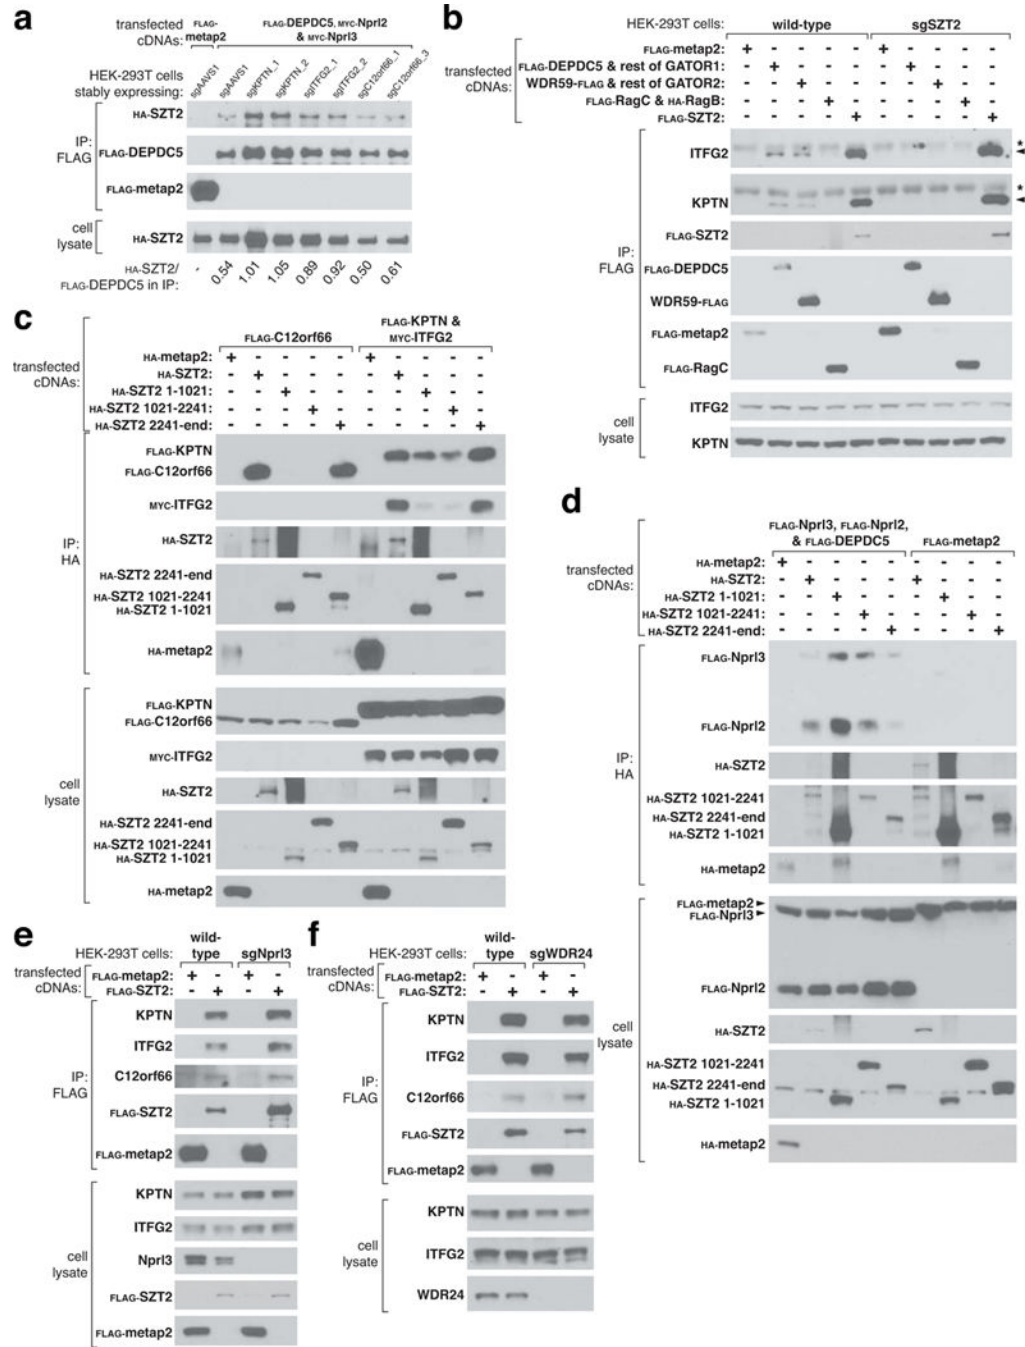 a
transfected cDNAs:
FLAG-metap2
FLAG-DEPDC5, MYC-Nprl2 & MYC-Nprl3
HEK-293T cells stably expressing:
sgAAVS1
sgAAVS1
sgKPTN_1
sgKPTN_2
sgITFG2_1
sgITFG2_2
sgC12orf66_1
sgC12orf66_3
IP: FLAG
HA-SZT2
FLAG-DEPDC5
FLAG-metap2
cell lysate
HA-SZT2
HA-SZT2/ FLAG-DEPDC5 in IP:
- 0.54 1.01 1.05 0.89 0.92 0.50 0.61
b
HEK-293T cells: wild-type sgSZT2
transfected cDNAs:
FLAG-metap2: + - - - - + - - - -
FLAG-DEPDC5 & rest of GATOR1: - + - - - - + - - -
WDR59-FLAG & rest of GATOR2: - - + - - - - + - -
FLAG-RagC & HA-RagB: - - - + - - - - + -
FLAG-SZT2: - - - - + - - - - +
IP: FLAG
ITFG2 *
KPTN *
FLAG-SZT2
FLAG-DEPDC5
WDR59-FLAG
FLAG-metap2
FLAG-RagC
cell lysate
ITFG2
KPTN
c
transfected cDNAs:
FLAG-C12orf66
FLAG-KPTN & MYC-ITFG2
HA-metap2: + - - - - + - - - -
HA-SZT2: - + - - - - + - - -
HA-SZT2 1-1021: - - + - - - - + - -
HA-SZT2 1021-2241: - - - + - - - - + -
HA-SZT2 2241-end: - - - - + - - - - +
IP: HA
FLAG-KPTN
FLAG-C12orf66
MYC-ITFG2
HA-SZT2
HA-SZT2 2241-end
HA-SZT2 1021-2241
HA-SZT2 1-1021
HA-metap2
cell lysate
FLAG-KPTN
FLAG-C12orf66
MYC-ITFG2
HA-SZT2
HA-SZT2 2241-end
HA-SZT2 1021-2241
HA-SZT2 1-1021
HA-metap2
d
transfected cDNAs:
FLAG-Nprl3, FLAG-Nprl2, & FLAG-DEPDC5
FLAG-metap2
HA-metap2: + - - - - - - - -
HA-SZT2: - + - - - + - - -
HA-SZT2 1-1021: - - + - - - + - -
HA-SZT2 1021-2241: - - - + - - - + -
HA-SZT2 2241-end: - - - - + - - - +
IP: HA
FLAG-Nprl3
FLAG-Nprl2
HA-SZT2
HA-SZT2 1021-2241
HA-SZT2 2241-end
HA-SZT2 1-1021
HA-metap2
cell lysate
FLAG-metap2
FLAG-Nprl3
FLAG-Nprl2
HA-SZT2
HA-SZT2 1021-2241
HA-SZT2 2241-end
HA-SZT2 1-1021
HA-metap2
e
HEK-293T cells: wild-type sgNprl3
transfected cDNAs:
FLAG-metap2: + - + -
FLAG-SZT2: - + - +
IP: FLAG
KPTN
ITFG2
C12orf66
FLAG-SZT2
FLAG-metap2
cell lysate
KPTN
ITFG2
Nprl3
FLAG-SZT2
FLAG-metap2
f
HEK-293T cells: wild-type sgWDR24
transfected cDNAs:
FLAG-metap2: + - + -
FLAG-SZT2: - + - +
IP: FLAG
KPTN
ITFG2
C12orf66
FLAG-SZT2
FLAG-metap2
cell lysate
KPTN
ITFG2
WDR24